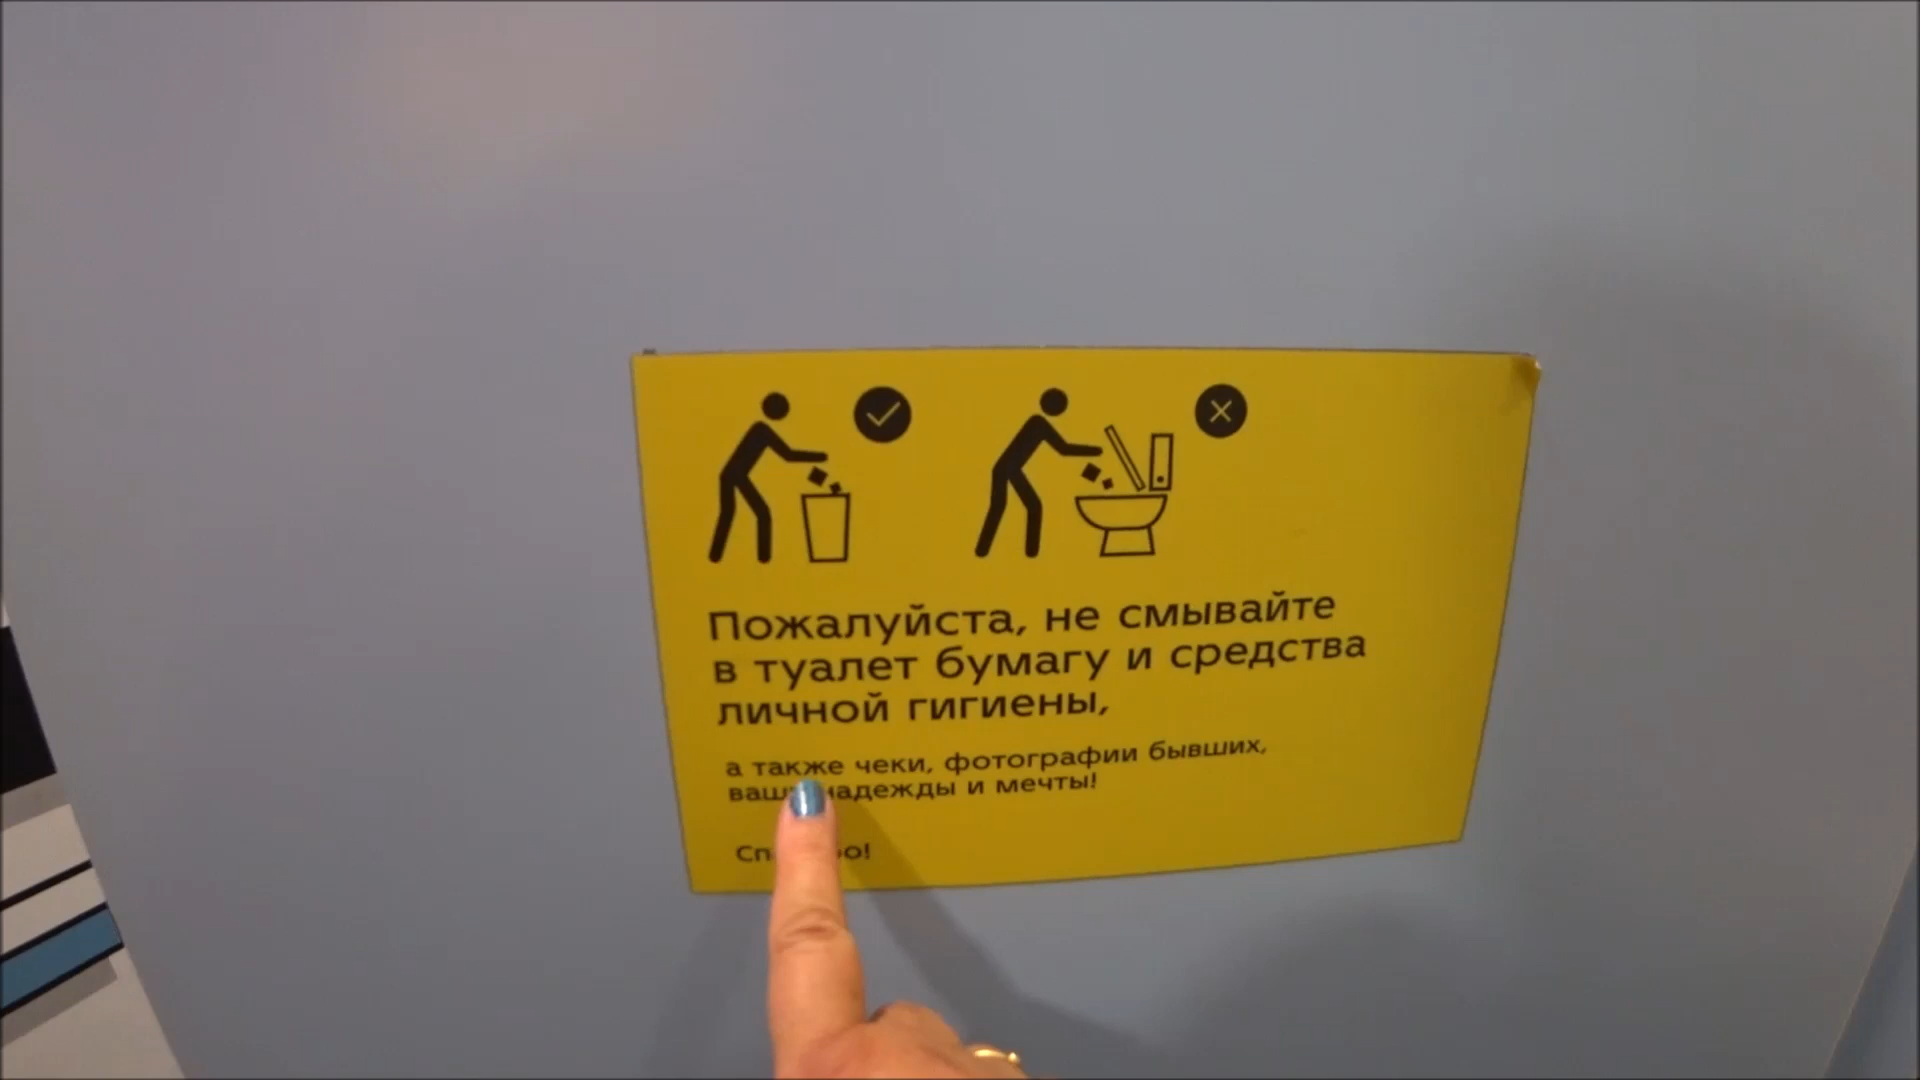 Пожалуйста, не смывайте
в туалет бумагу и средства
личной гигиены,
а также чеки, фотографии бывших,
надежды и мечты!